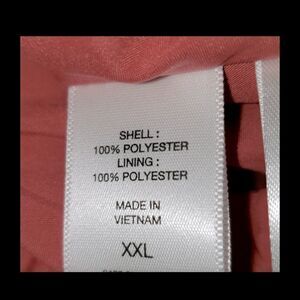 SHELL :
100% POLYESTER
LINING :
100% POLYESTER
MADE IN
VIETNAM
XXL